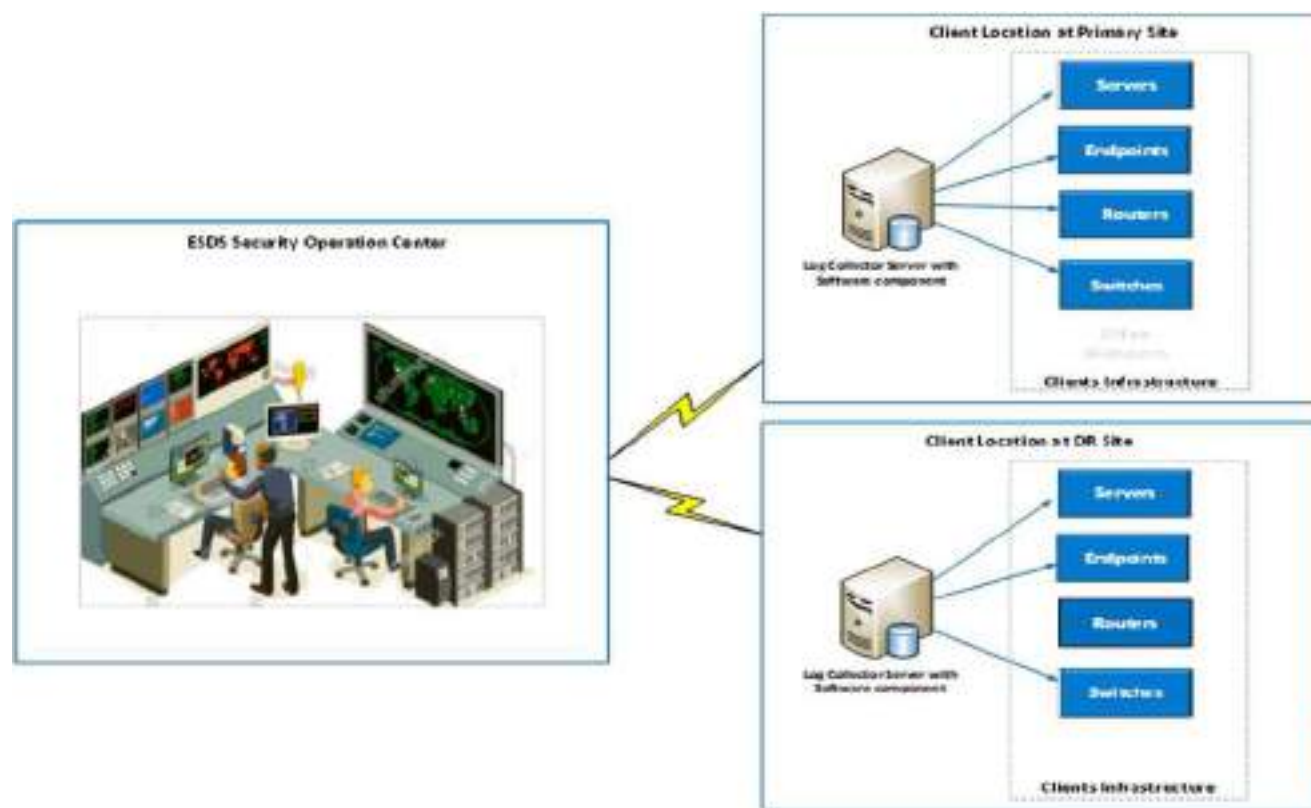 ESDS Security Operation Center
Client Location at Primary Site
Servers
Endpoints
Routers
Switches
Log Collector Server with
Software component
Clients Infrastructure
Client Location at DR Site
Servers
Endpoints
Routers
Switches
Log Collector Server with
Software component
Clients Infrastructure